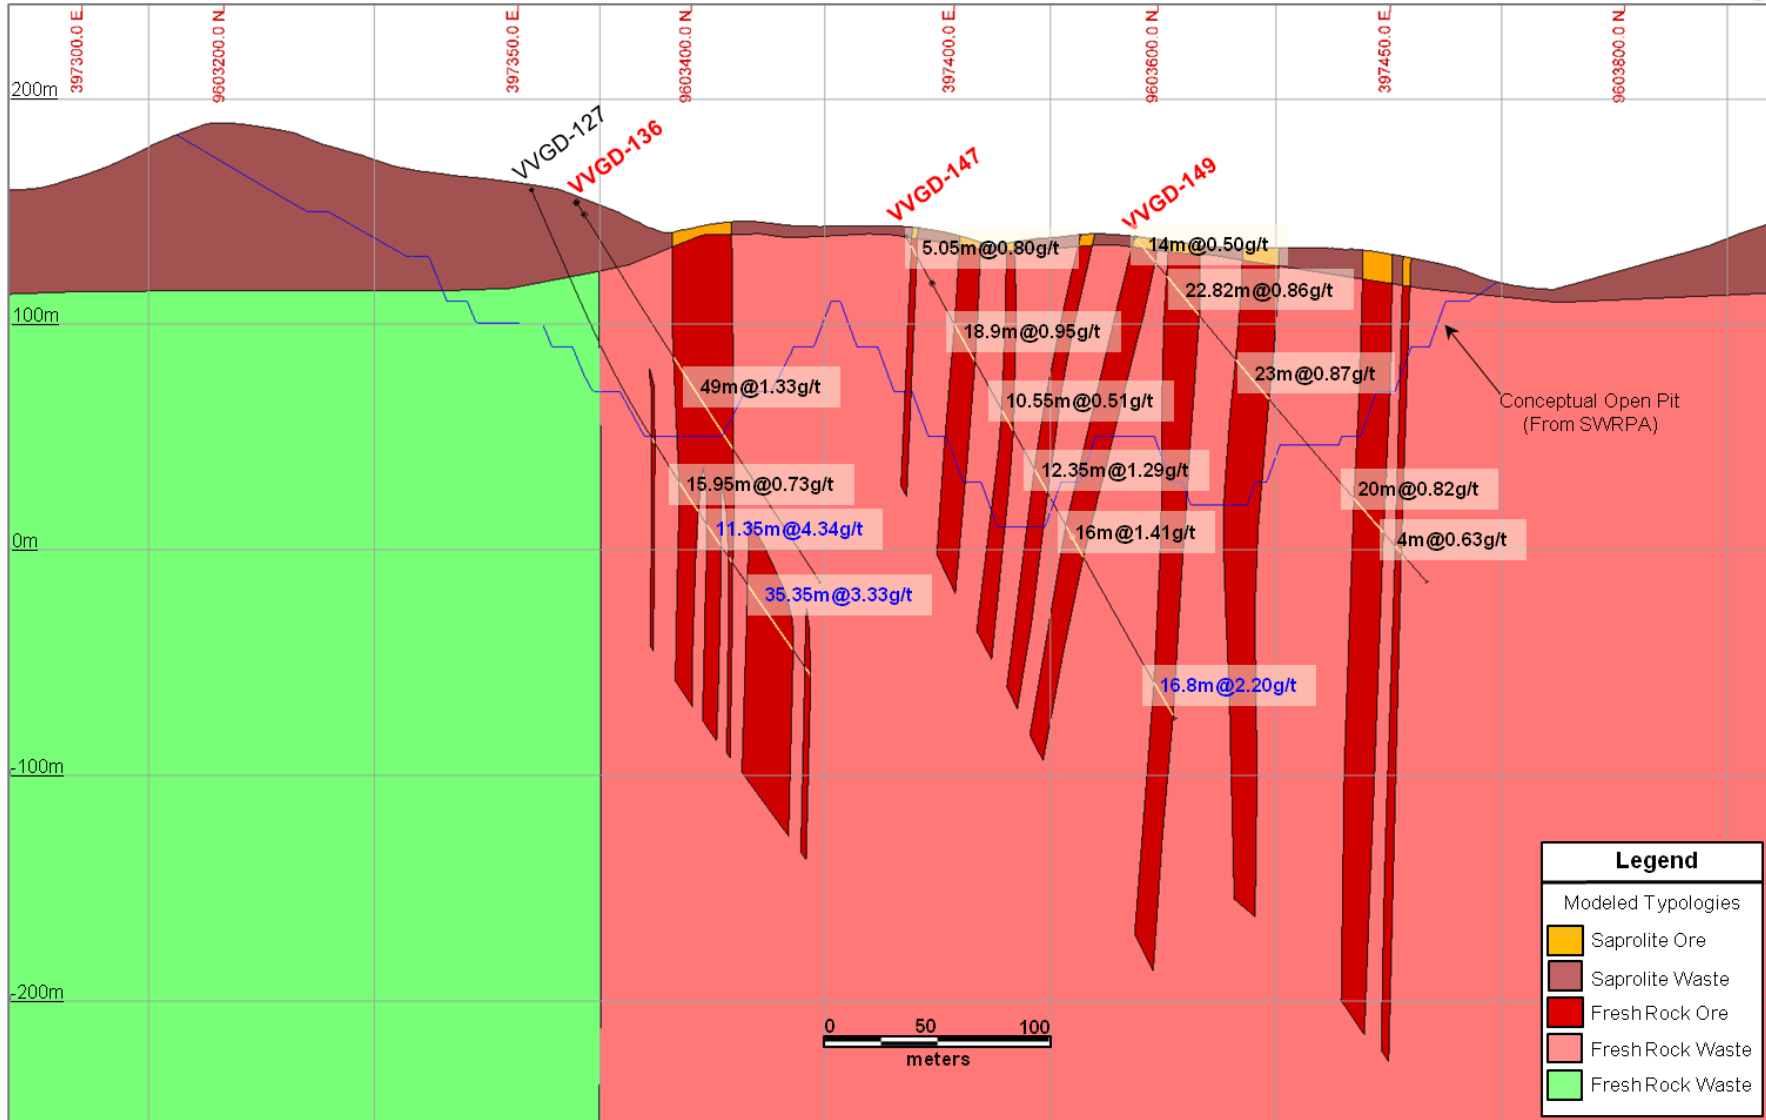 397300.0 E
9603200.0 N
397350.0 E
9603400.0 N
397400.0 E
9603600.0 N
397450.0 E
9603800.0 N
200m
VVGD-127
VVGD-136
VVGD-147
VVGD-149
5.05m@0.80g/t
14m@0.50g/t
22.82m@0.86g/t
100m
18.9m@0.95g/t
49m@1.33g/t
23m@0.87g/t
10.55m@0.51g/t
Conceptual Open Pit
(From SWRPA)
12.35m@1.29g/t
15.95m@0.73g/t
20m@0.82g/t
11.35m@4.34g/t
16m@1.41g/t
4m@0.63g/t
0m
35.35m@3.33g/t
16.8m@2.20g/t
-100m
-200m
0 50 100
meters
Legend
Modeled Typologies
Saprolite Ore
Saprolite Waste
Fresh Rock Ore
Fresh Rock Waste
Fresh Rock Waste